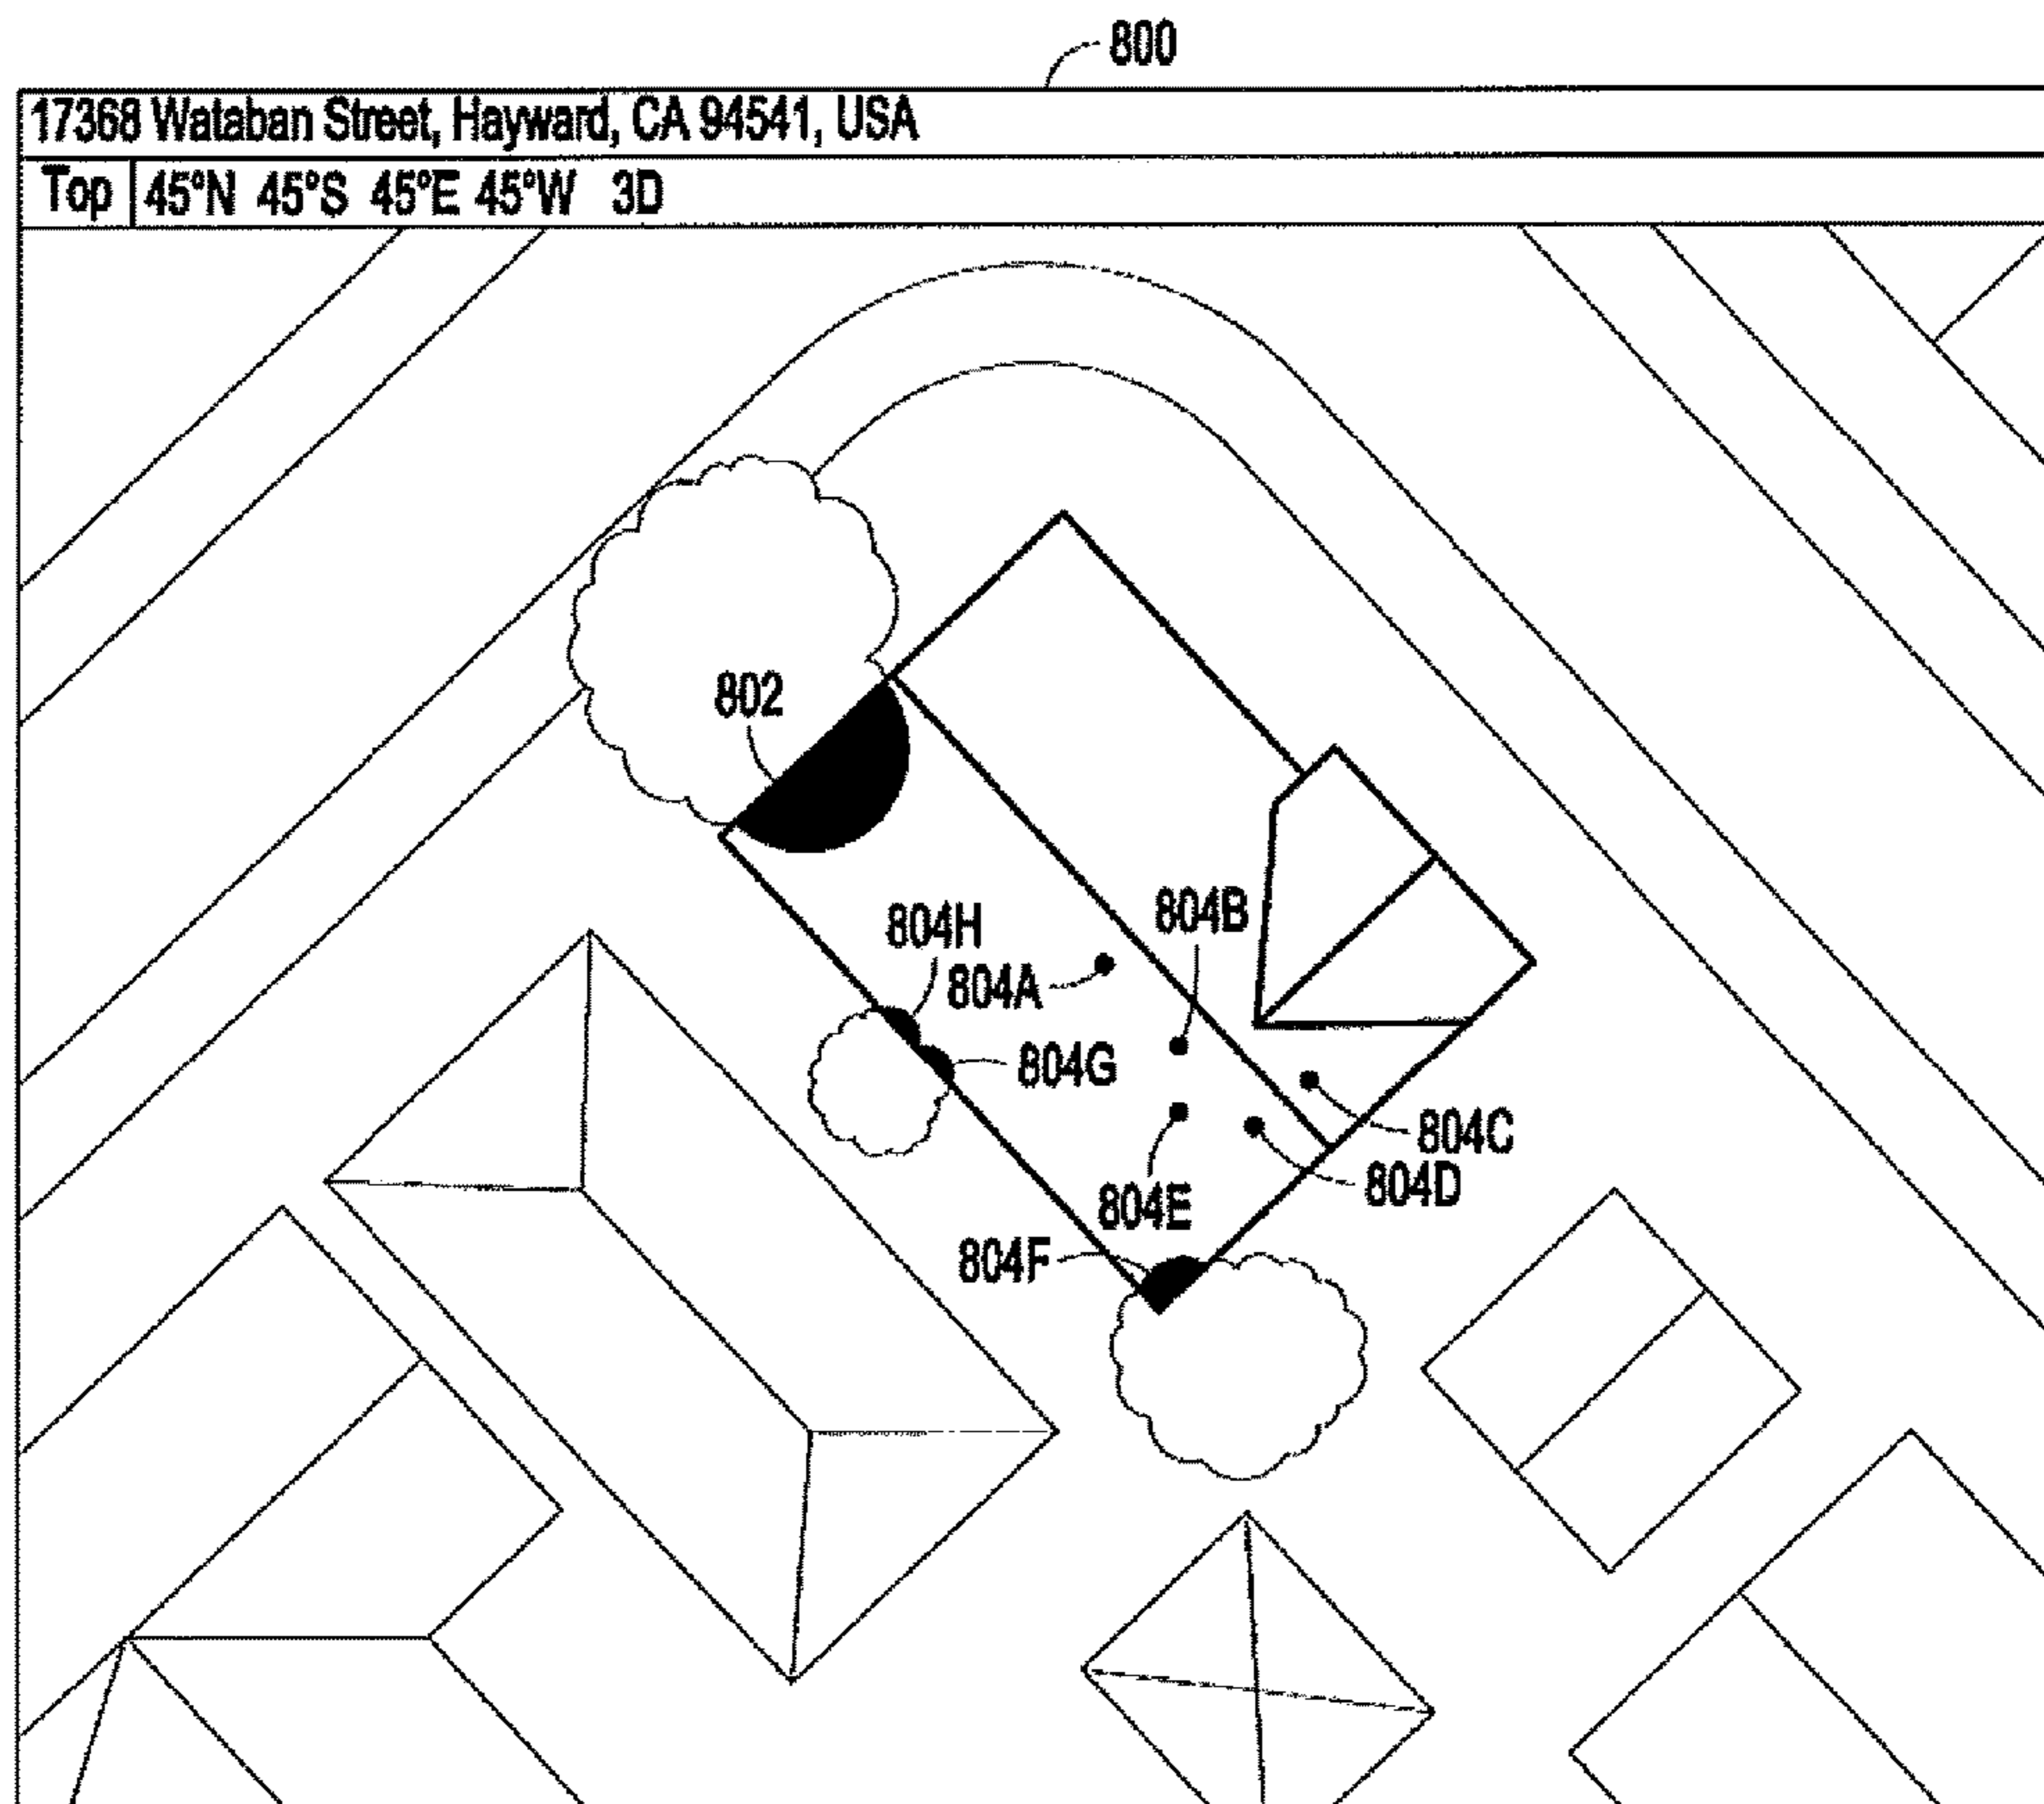 800
17368 Wataban Street, Hayward, CA 94541, USA
Top 45°N 45°S 45°E 45°W 3D
802
804B
804H
804A
804G
804C
804D
804E
804F